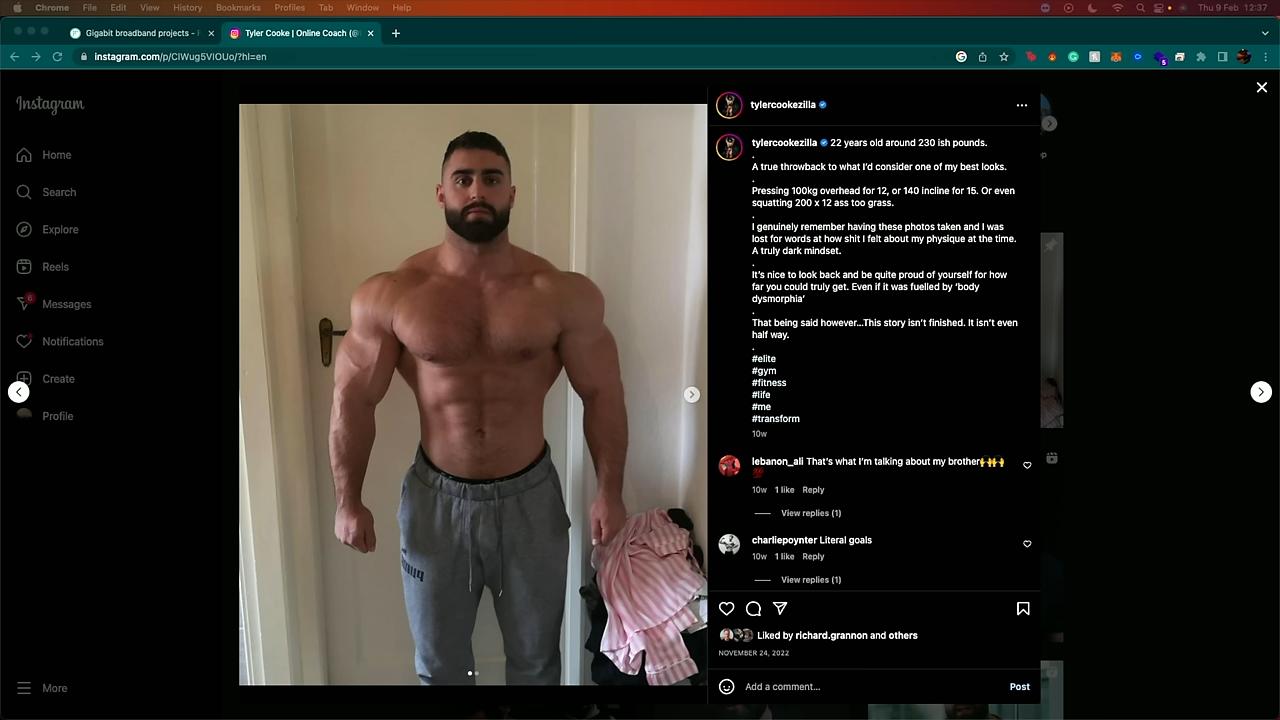 Chrome File Edit View History Bookmarks Profiles Tab Window Help
Thu 9 Feb 12:37
Gigabit broadband projects -
Tyler Cooke | Online Coach (@
instagram.com/p/ClWug5VIOUo/?hl=en
5
Instagram
Home
Search
Explore
Reels
6
Messages
Notifications
Create
Profile
More
tylercookezilla
tylercookezilla 22 years old around 230 ish pounds.
.
A true throwback to what I'd consider one of my best looks.
.
Pressing 100kg overhead for 12, or 140 incline for 15. Or even
squatting 200 x 12 ass too grass.
.
I genuinely remember having these photos taken and I was
lost for words at how shit I felt about my physique at the time.
A truly dark mindset.
.
It's nice to look back and be quite proud of yourself for how
far you could truly get. Even if it was fuelled by 'body
dysmorphia'
.
That being said however...This story isn't finished. It isn't even
half way.
.
#elite
#gym
#fitness
#life
#me
#transform
10w
lebanon_ali That's what I'm talking about my brother🙌🙌
💯
10w 1 like Reply
View replies (1)
charliepoynter Literal goals
10w 1 like Reply
View replies (1)
Liked by richard.grannon and others
NOVEMBER 24, 2022
Add a comment...
Post